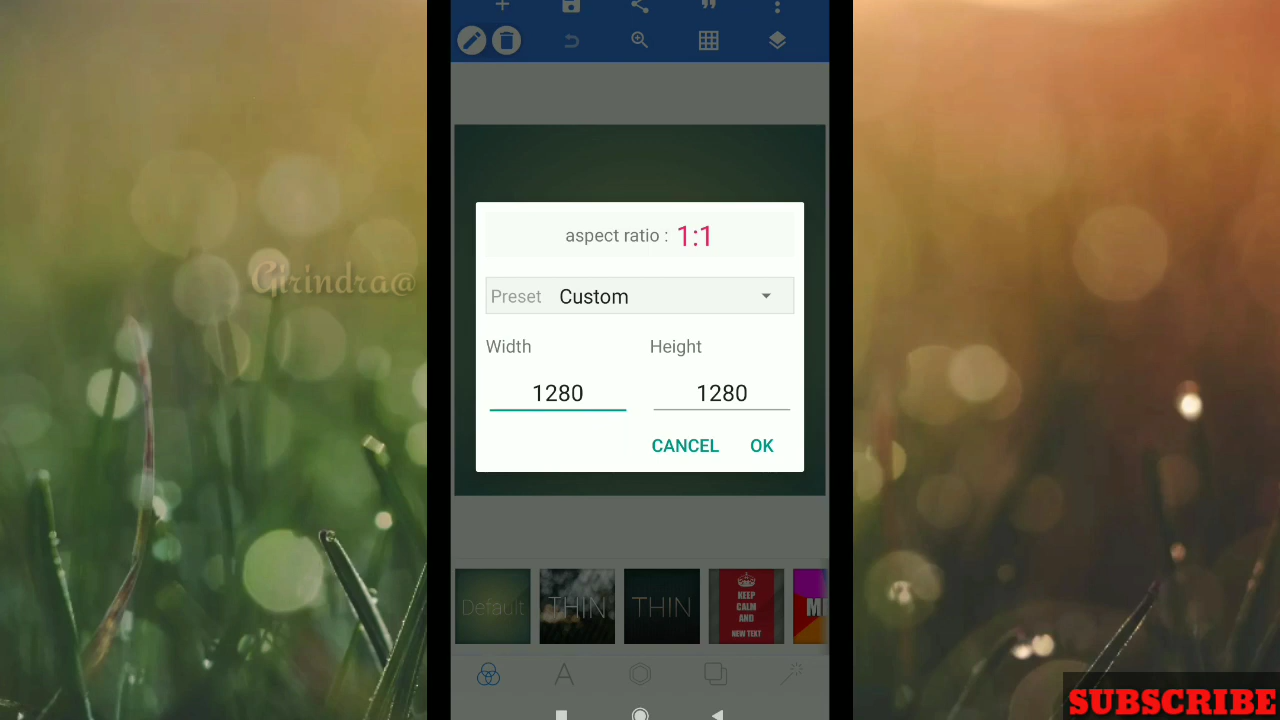 aspect ratio : 1:1
Girindra@
Preset Custom
Width Height
1280 1280
CANCEL OK
Default
THIN
THIN
KEEP
CALM
AND
NEW TEXT
A
SUBSCRIBE